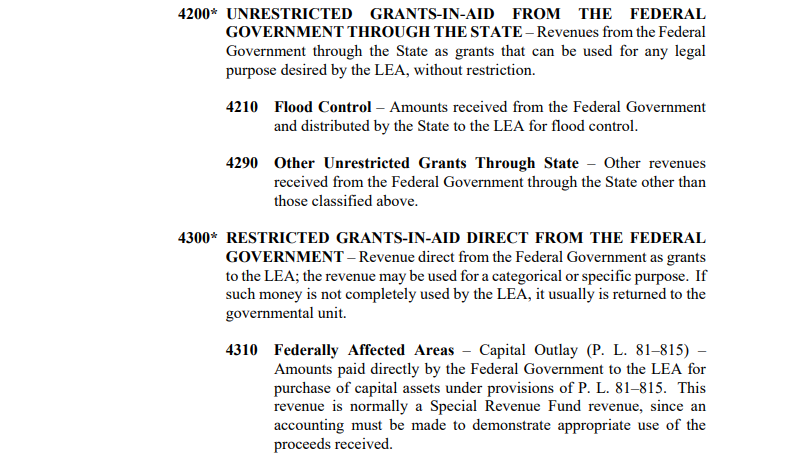 4200* UNRESTRICTED GRANTS-IN-AID FROM THE FEDERAL
GOVERNMENT THROUGH THE STATE – Revenues from the Federal
Government through the State as grants that can be used for any legal
purpose desired by the LEA, without restriction.
4210 Flood Control – Amounts received from the Federal Government
and distributed by the State to the LEA for flood control.
4290 Other Unrestricted Grants Through State – Other revenues
received from the Federal Government through the State other than
those classified above.
4300* RESTRICTED GRANTS-IN-AID DIRECT FROM THE FEDERAL
GOVERNMENT – Revenue direct from the Federal Government as grants
to the LEA; the revenue may be used for a categorical or specific purpose. If
such money is not completely used by the LEA, it usually is returned to the
governmental unit.
4310 Federally Affected Areas – Capital Outlay (P. L. 81–815) –
Amounts paid directly by the Federal Government to the LEA for
purchase of capital assets under provisions of P. L. 81–815. This
revenue is normally a Special Revenue Fund revenue, since an
accounting must be made to demonstrate appropriate use of the
proceeds received.